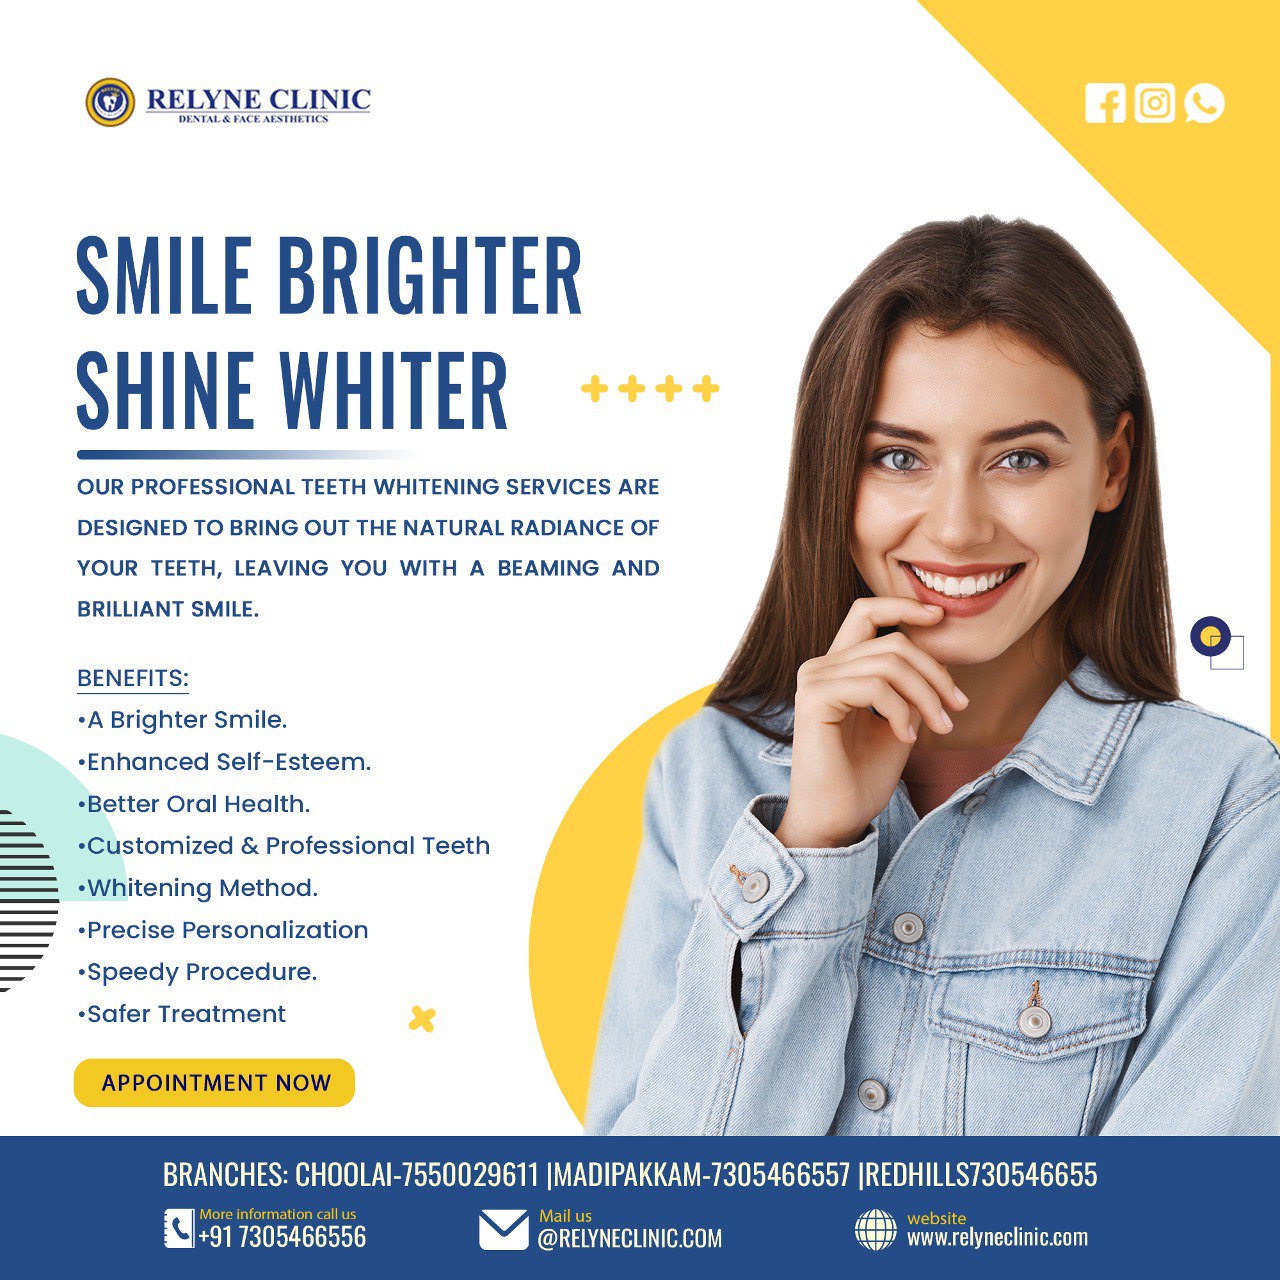 RELYNE CLINIC
DENTAL & FACE AESTHETICS
SMILE BRIGHTER
SHINE WHITER
OUR PROFESSIONAL TEETH WHITENING SERVICES ARE
DESIGNED TO BRING OUT THE NATURAL RADIANCE OF
YOUR TEETH, LEAVING YOU WITH A BEAMING AND
BRILLIANT SMILE.
BENEFITS:
•A Brighter Smile.
•Enhanced Self-Esteem.
•Better Oral Health.
•Customized & Professional Teeth
•Whitening Method.
•Precise Personalization
•Speedy Procedure.
•Safer Treatment
APPOINTMENT NOW
BRANCHES: CHOOLAI-7550029611 |MADIPAKKAM-7305466557 |REDHILLS730546655
More information call us
+91 7305466556
Mail us
@RELYNECLINIC.COM
website
www.relyneclinic.com